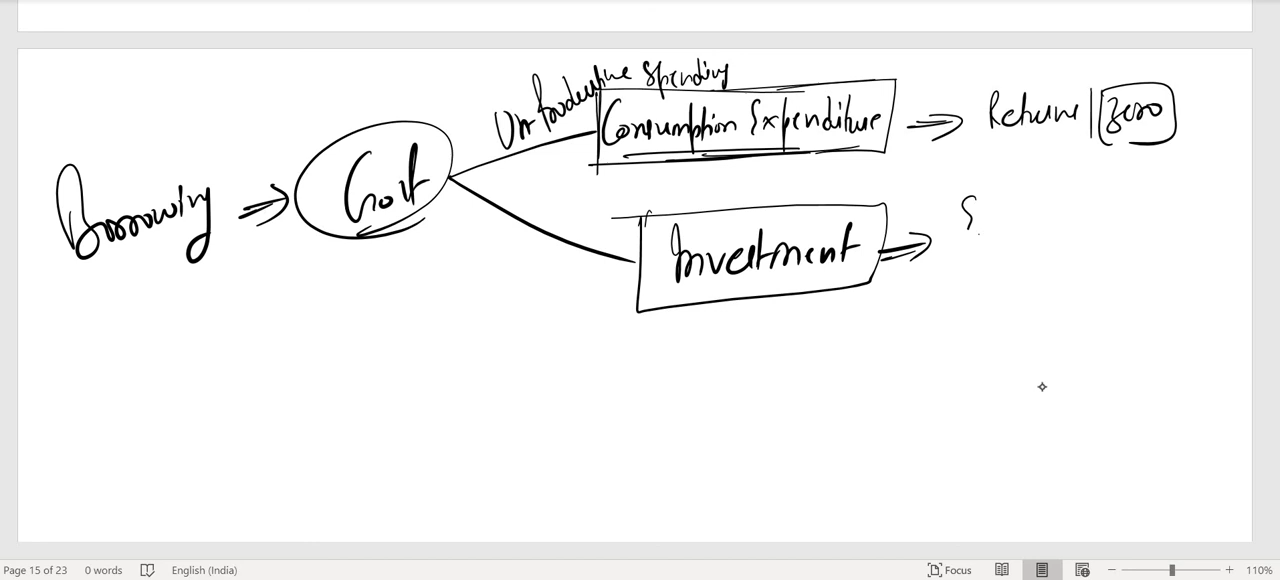 Unproductive Spending
Consumption Expenditure ⇒ Return | Zero
Borrowing ⇒ Govt
Investment ⇒ S
Page 15 of 23 0 words English (India) Focus 110%